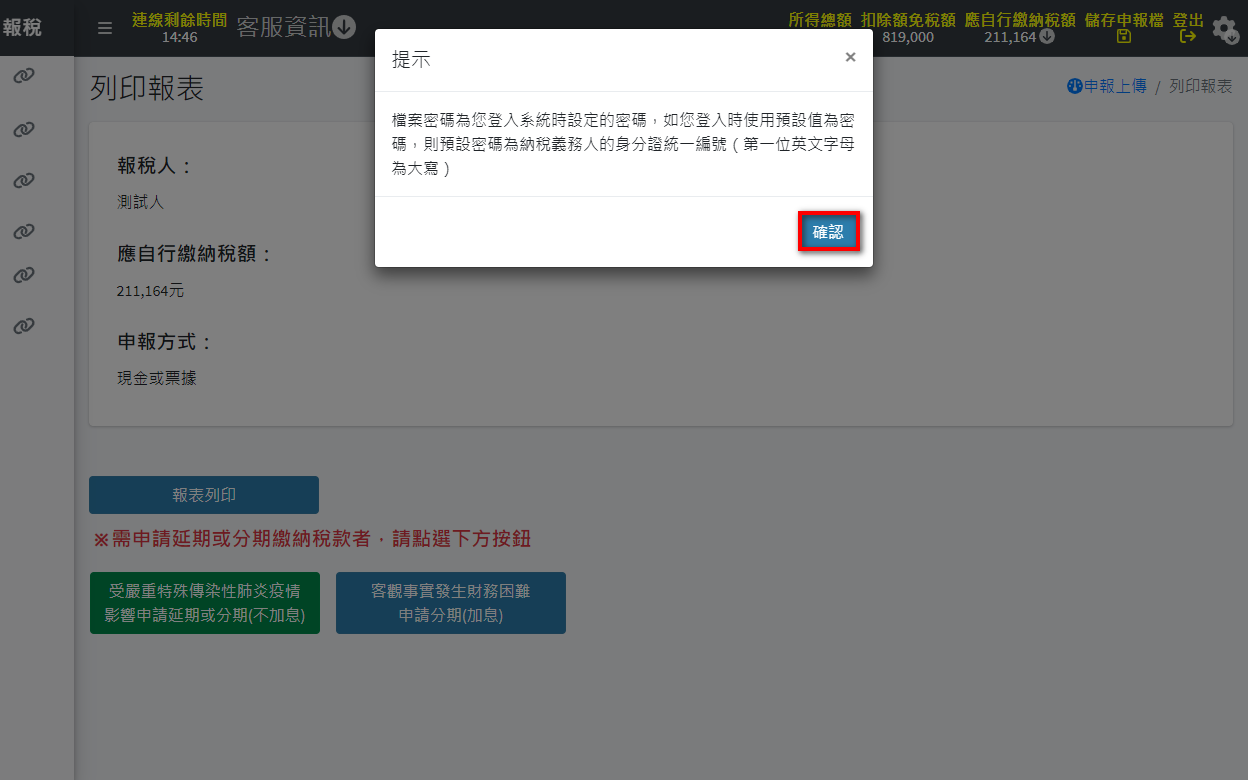 報稅
連線剩餘時間
14:46
客服資訊
所得總額 扣除額免稅額 應自行繳納稅額 儲存申報檔 登出
819,000 211,164
提示
×
檔案密碼為您登入系統時設定的密碼，如您登入時使用預設值為密
碼，則預設密碼為納稅義務人的身分證統一編號（第一位英文字母
為大寫）
確認
列印報表
申報上傳 / 列印報表
報稅人：
測試人
應自行繳納稅額：
211,164元
申報方式：
現金或票據
報表列印
※需申請延期或分期繳納稅款者，請點選下方按鈕
受嚴重特殊傳染性肺炎疫情
影響申請延期或分期(不加息)
客觀事實發生財務困難
申請分期(加息)